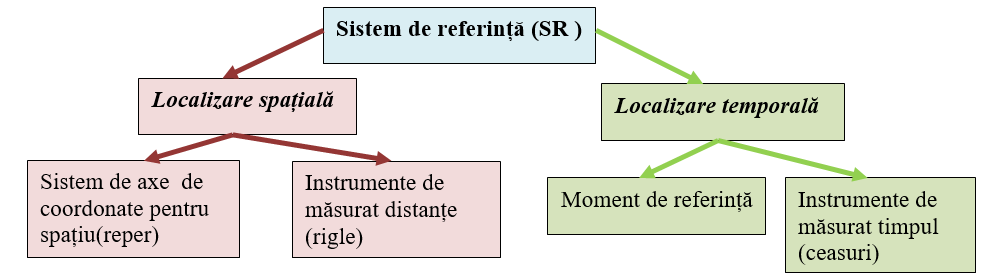 Sistem de referință (SR )
Localizare spațială
Localizare temporală
Sistem de axe  de
coordonate pentru
spațiu(reper)
Instrumente de
măsurat distanțe
(rigle)
Moment de referință
Instrumente de
măsurat timpul
(ceasuri)